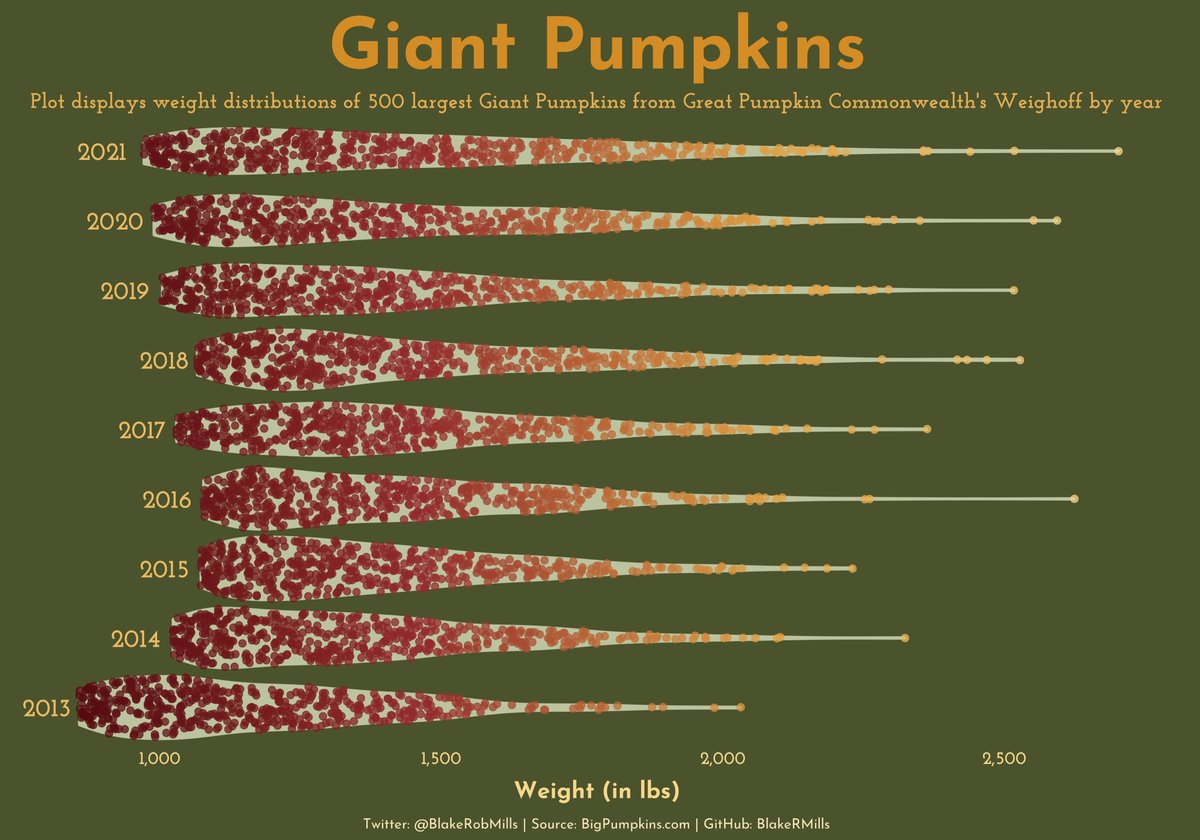 Giant Pumpkins
Plot displays weight distributions of 500 largest Giant Pumpkins from Great Pumpkin Commonwealth's Weighoff by year
2021
2020
2019
2018
2017
2016
2015
2014
2013
1,000 1,500 2,000 2,500
Weight (in lbs)
Twitter: @BlakeRobMills | Source: BigPumpkins.com | GitHub: BlakeRMills